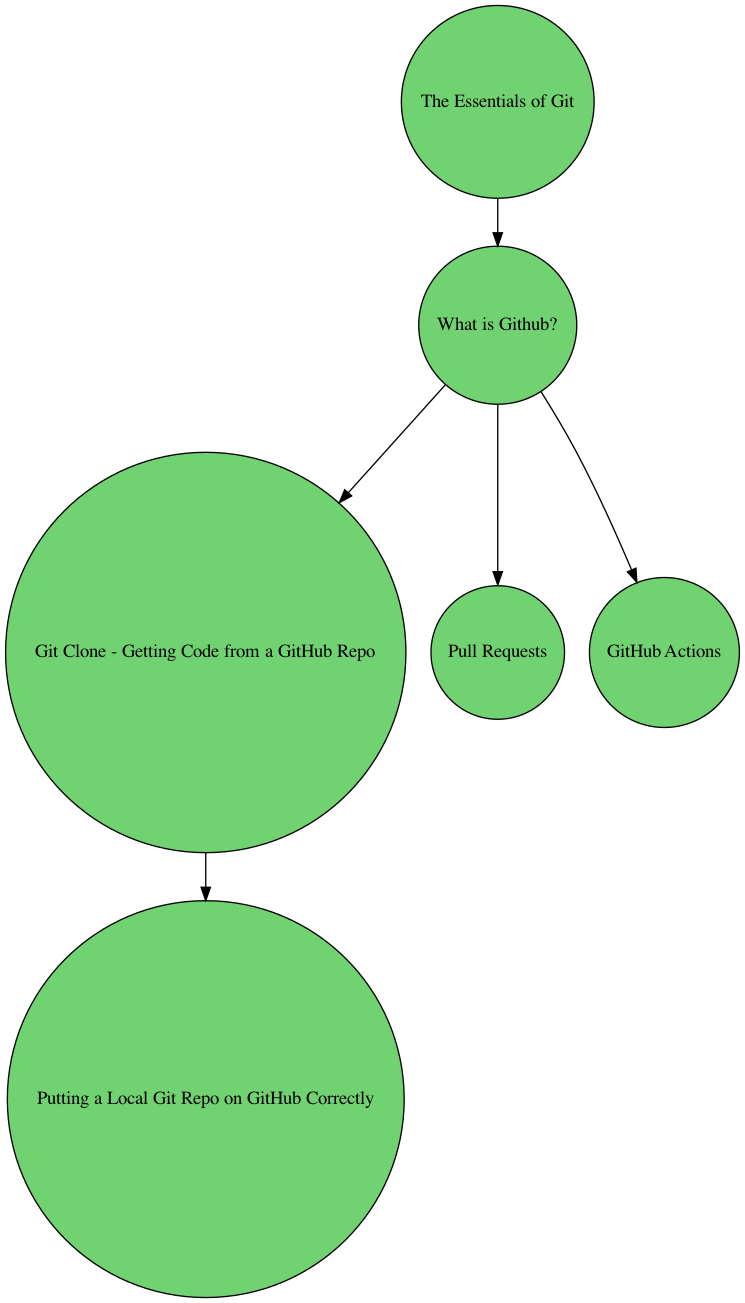 The Essentials of Git
What is Github?
Git Clone - Getting Code from a GitHub Repo
Pull Requests
GitHub Actions
Putting a Local Git Repo on GitHub Correctly